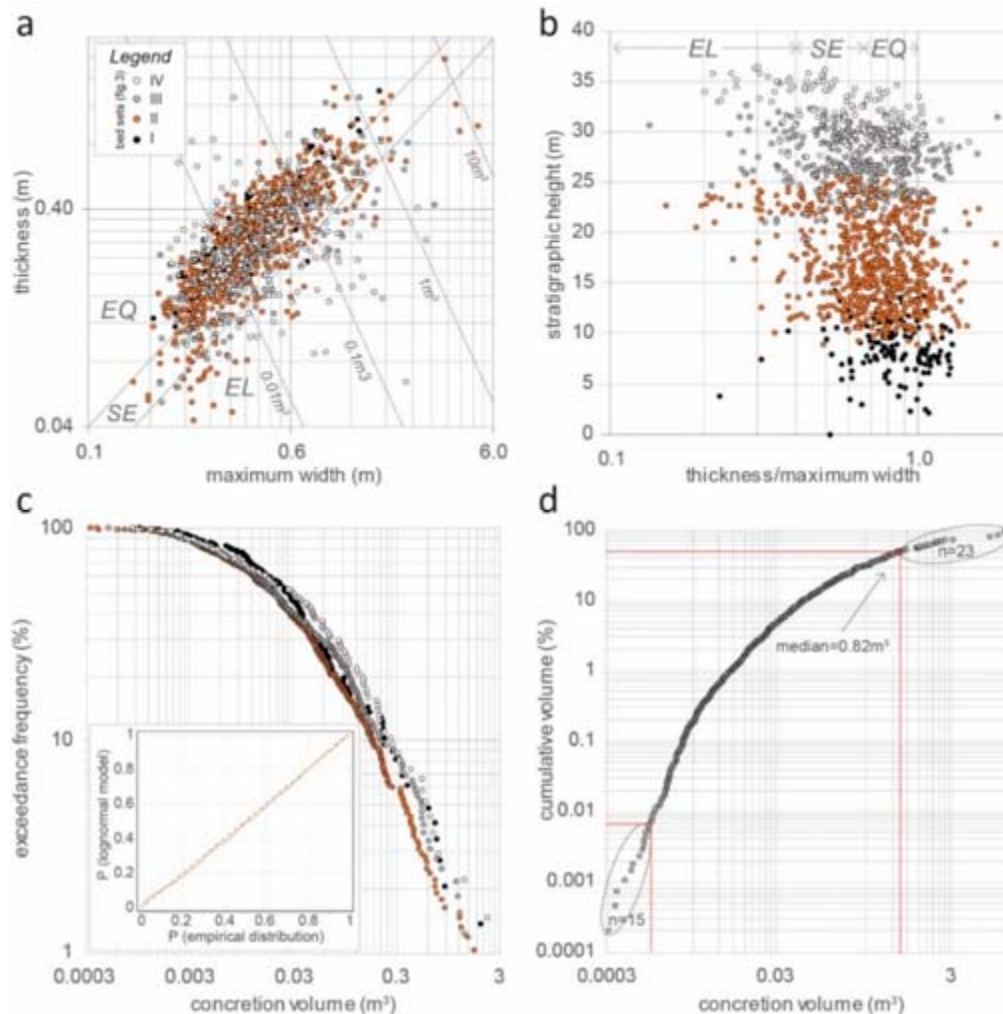 a
Legend
bed sets (fig.3)
IV
III
II
I
10m³
1m³
0.1m3
0.01m³
EQ
SE
EL
thickness (m)
0.40
0.04
0.1
0.6
6.0
maximum width (m)
b
EL
SE
EQ
stratigraphic height (m)
40
35
30
25
20
15
10
5
0
0.1
1.0
thickness/maximum width
c
exceedance frequency (%)
100
10
1
0.0003
0.003
0.03
0.3
3
concretion volume (m³)
P (lognormal model)
1
0.8
0.6
0.4
0.2
0
0
0.2
0.4
0.6
0.8
1
P (empirical distribution)
d
cumulative volume (%)
100
10
1
0.1
0.01
0.001
0.0001
n=23
median=0.82m³
n=15
0.0003
0.03
3
concretion volume (m³)